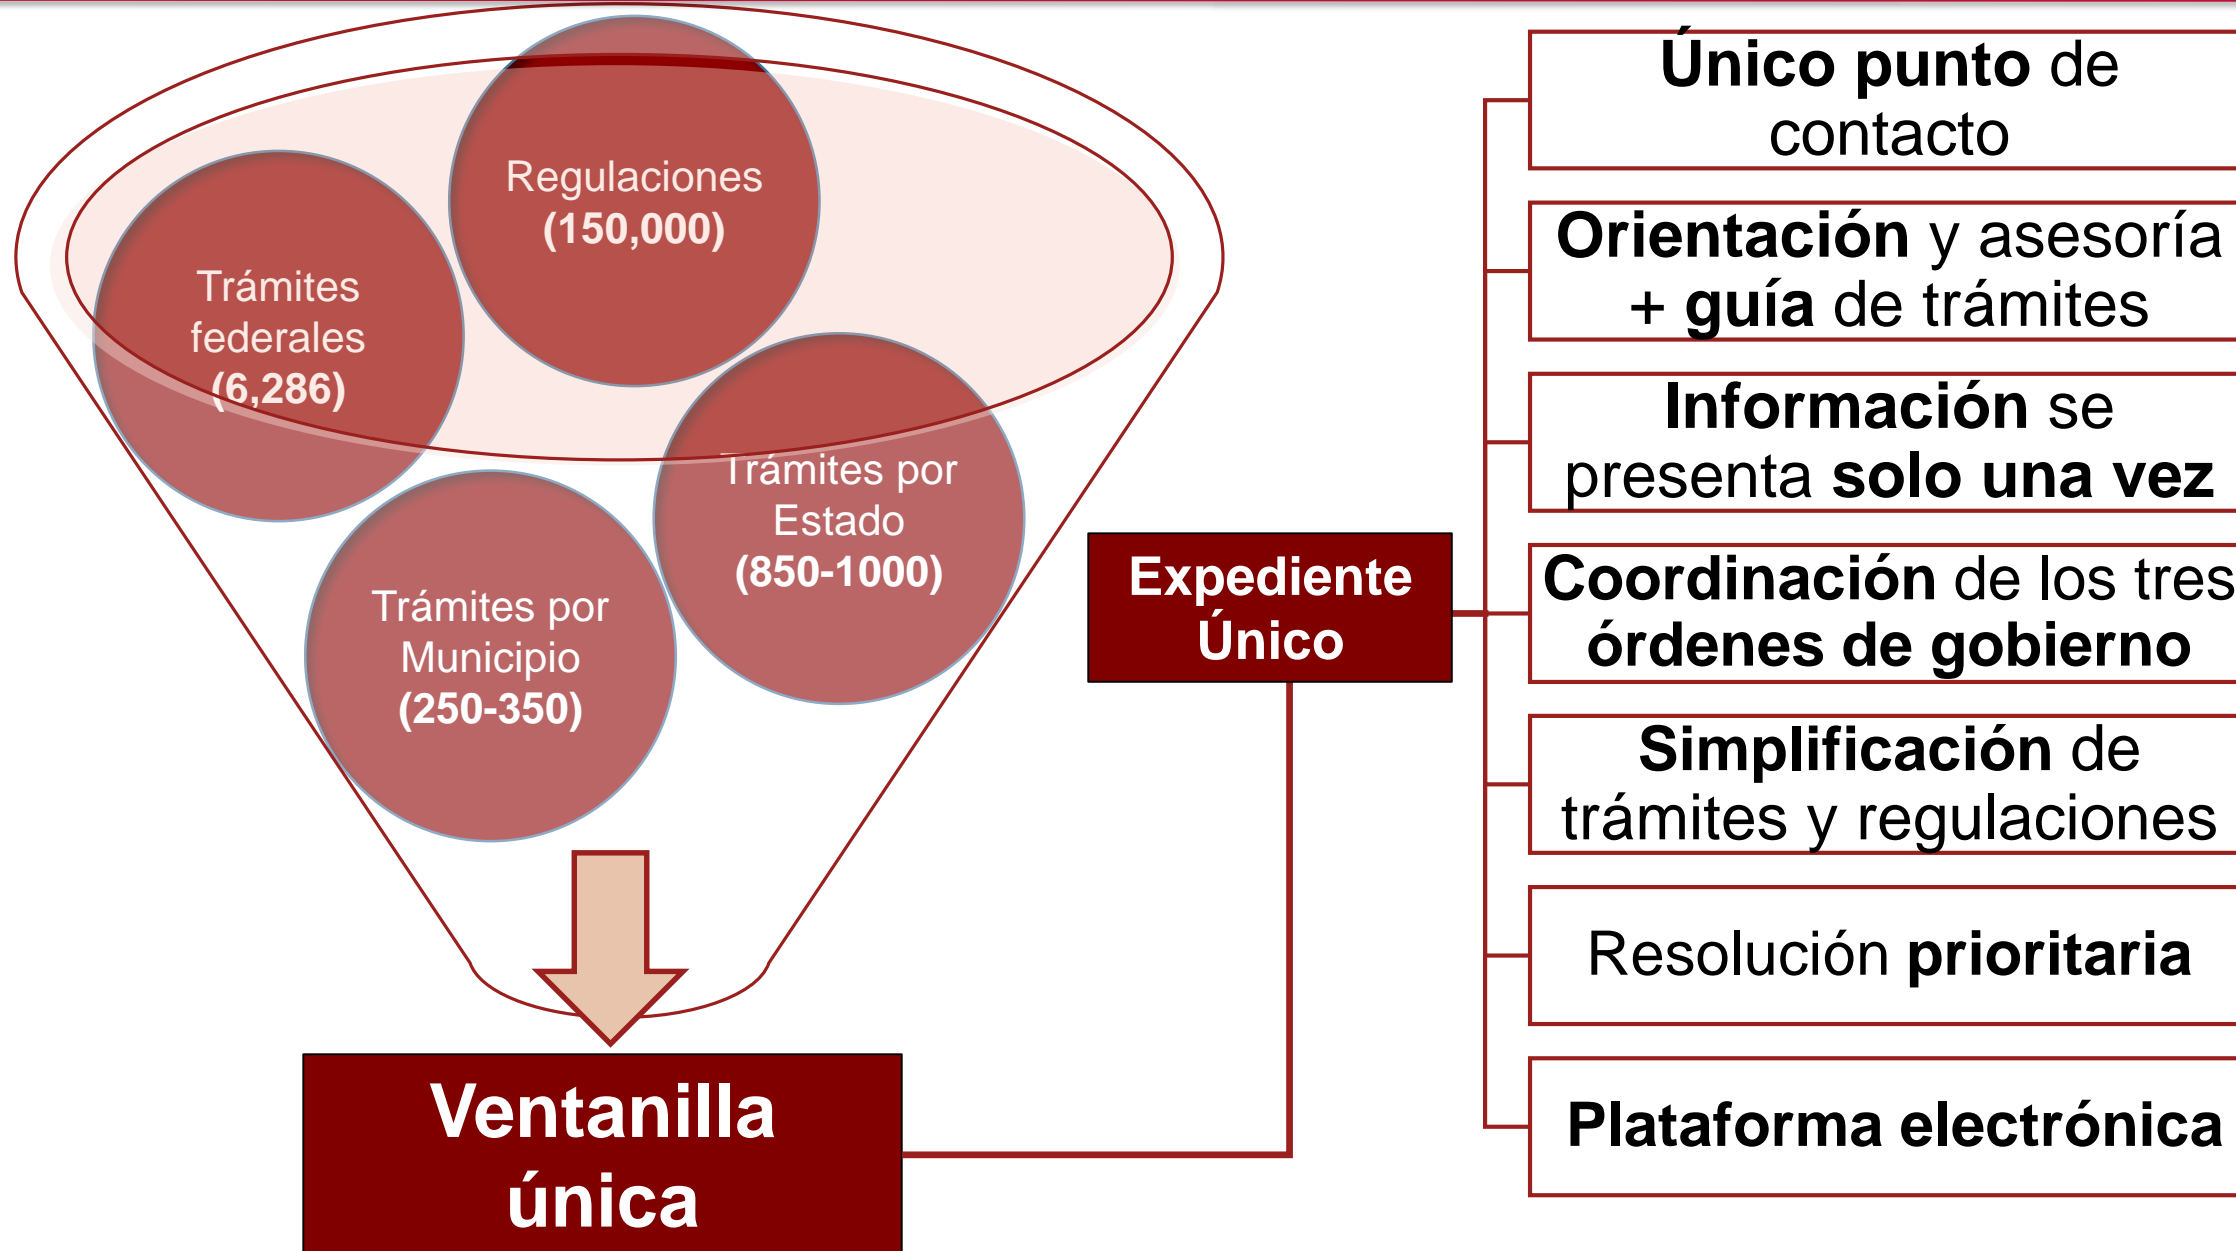 Regulaciones
(150,000)
Trámites
federales
(6,286)
Trámites por
Estado
(850-1000)
Trámites por
Municipio
(250-350)
Ventanilla
única
Expediente
Único
Único punto de
contacto
Orientación y asesoría
+ guía de trámites
Información se
presenta solo una vez
Coordinación de los tres
órdenes de gobierno
Simplificación de
trámites y regulaciones
Resolución prioritaria
Plataforma electrónica